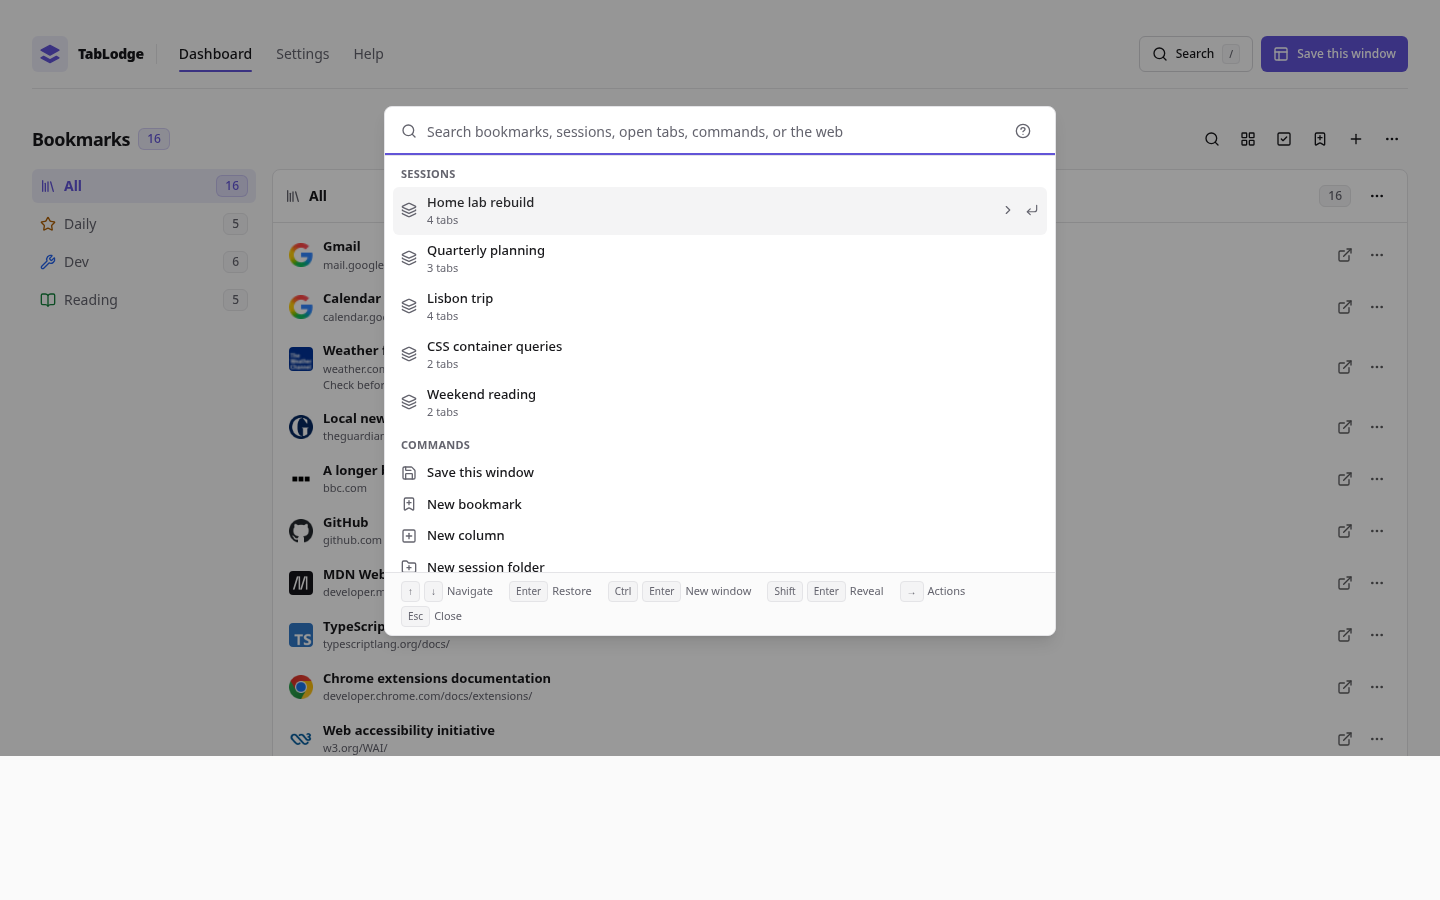 TabLodge
Dashboard
Settings
Help
Search /
Save this window
Bookmarks 16
All 16
Daily 5
Dev 6
Reading 5
All 16
Gmail
mail.google
Calendar
calendar.go
Weather
weather.com
Check befor
Local new
theguardian
A longer
bbc.com
GitHub
github.com
MDN Web
developer.m
TypeScrip
typescriptlang.org/docs/
Chrome extensions documentation
developer.chrome.com/docs/extensions/
Web accessibility initiative
w3.org/WAI/
Search bookmarks, sessions, open tabs, commands, or the web
SESSIONS
Home lab rebuild
4 tabs
Quarterly planning
3 tabs
Lisbon trip
4 tabs
CSS container queries
2 tabs
Weekend reading
2 tabs
COMMANDS
Save this window
New bookmark
New column
New session folder
↑ ↓ Navigate Enter Restore Ctrl Enter New window Shift Enter Reveal → Actions
Esc Close